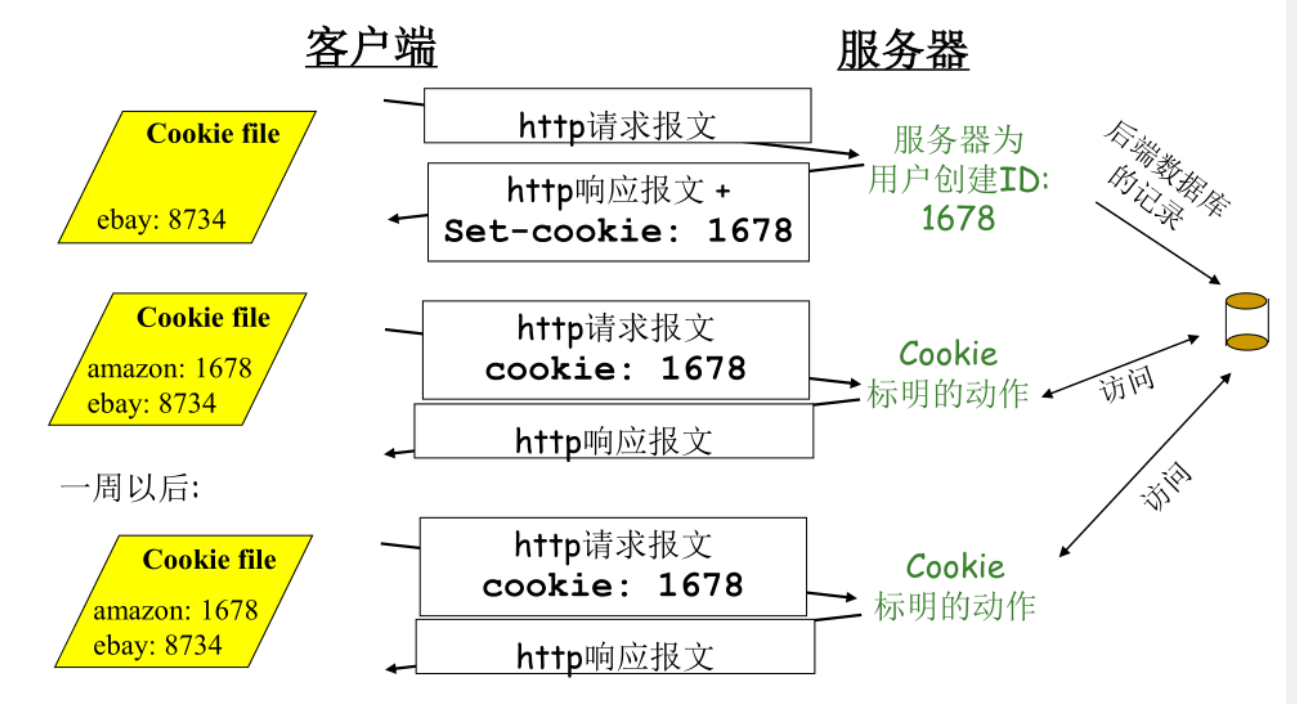 客户端
服务器
Cookie file
ebay: 8734
http请求报文
http响应报文 +
Set-cookie: 1678
服务器为
用户创建ID:
1678
后端数据库
的记录
Cookie file
amazon: 1678
ebay: 8734
http请求报文
cookie: 1678
http响应报文
Cookie
标明的动作
访问
一周以后:
Cookie file
amazon: 1678
ebay: 8734
http请求报文
cookie: 1678
http响应报文
Cookie
标明的动作
访问